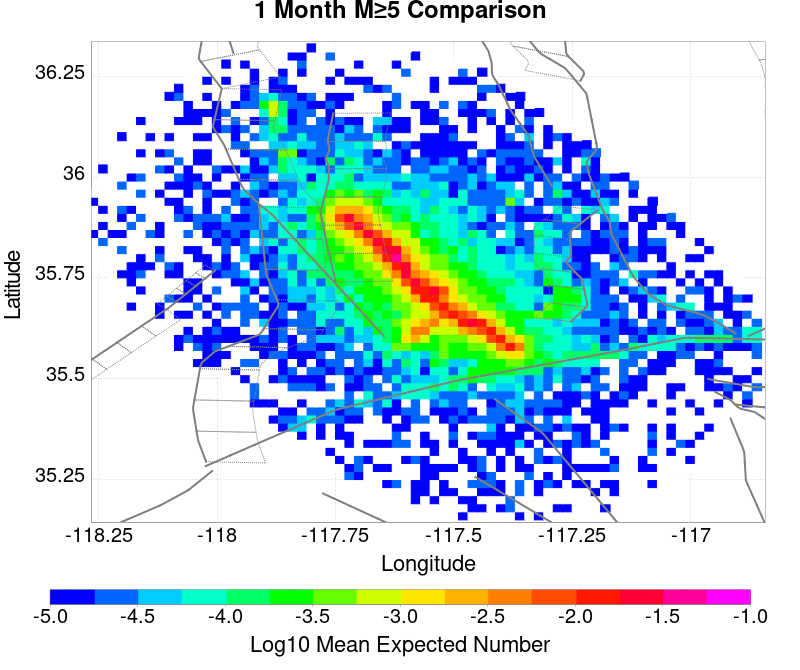 1 Month M≥5 Comparison
36.25
36
35.75
35.5
35.25
Latitude
-118.25 -118 -117.75 -117.5 -117.25 -117
Longitude
-5.0 -4.5 -4.0 -3.5 -3.0 -2.5 -2.0 -1.5 -1.0
Log10 Mean Expected Number